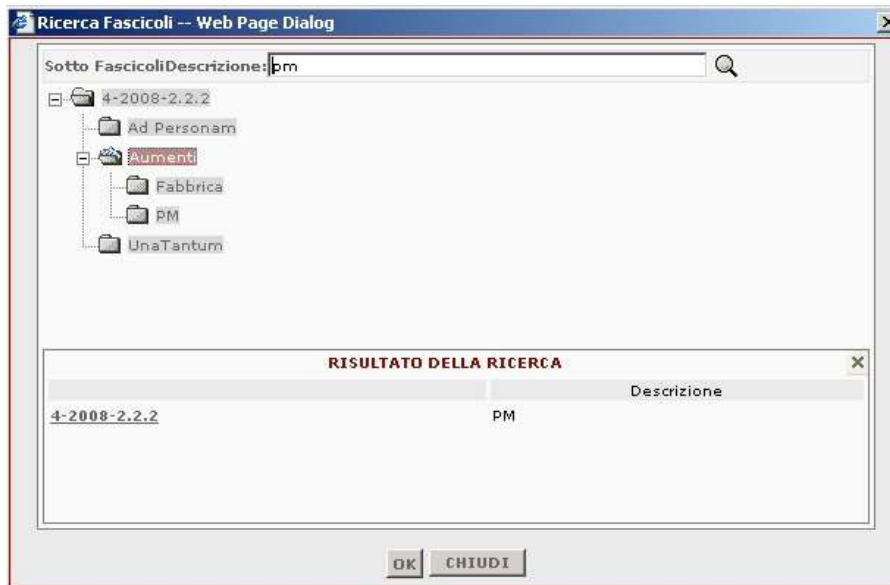 Ricerca Fascicoli -- Web Page Dialog
Sotto FascicoliDescrizione: pm
4-2008-2.2.2
Ad Personam
Aumenti
Fabbrica
PM
UnaTantum
RISULTATO DELLA RICERCA
Descrizione
4-2008-2.2.2 PM
OK CHIUDI